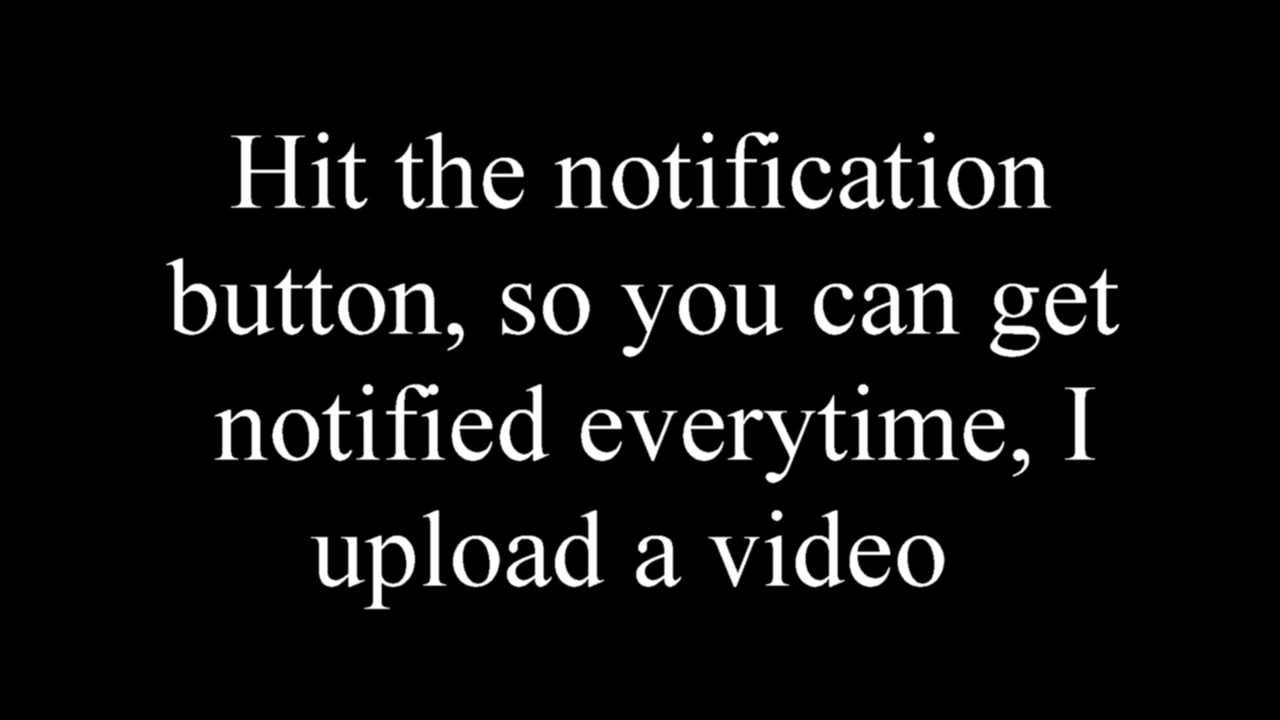 Hit the notification
button, so you can get
notified everytime, I
upload a video